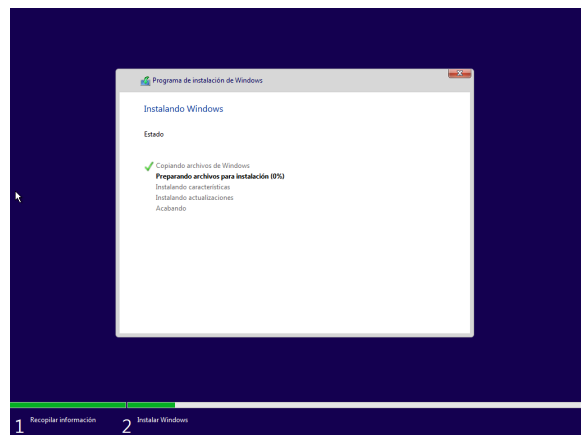 Programa de instalación de Windows
Instalando Windows
Estado
Copiando archivos de Windows
Preparando archivos para instalación (0%)
Instalando características
Instalando actualizaciones
Acabando
1 Recopilar información 2 Instalar Windows